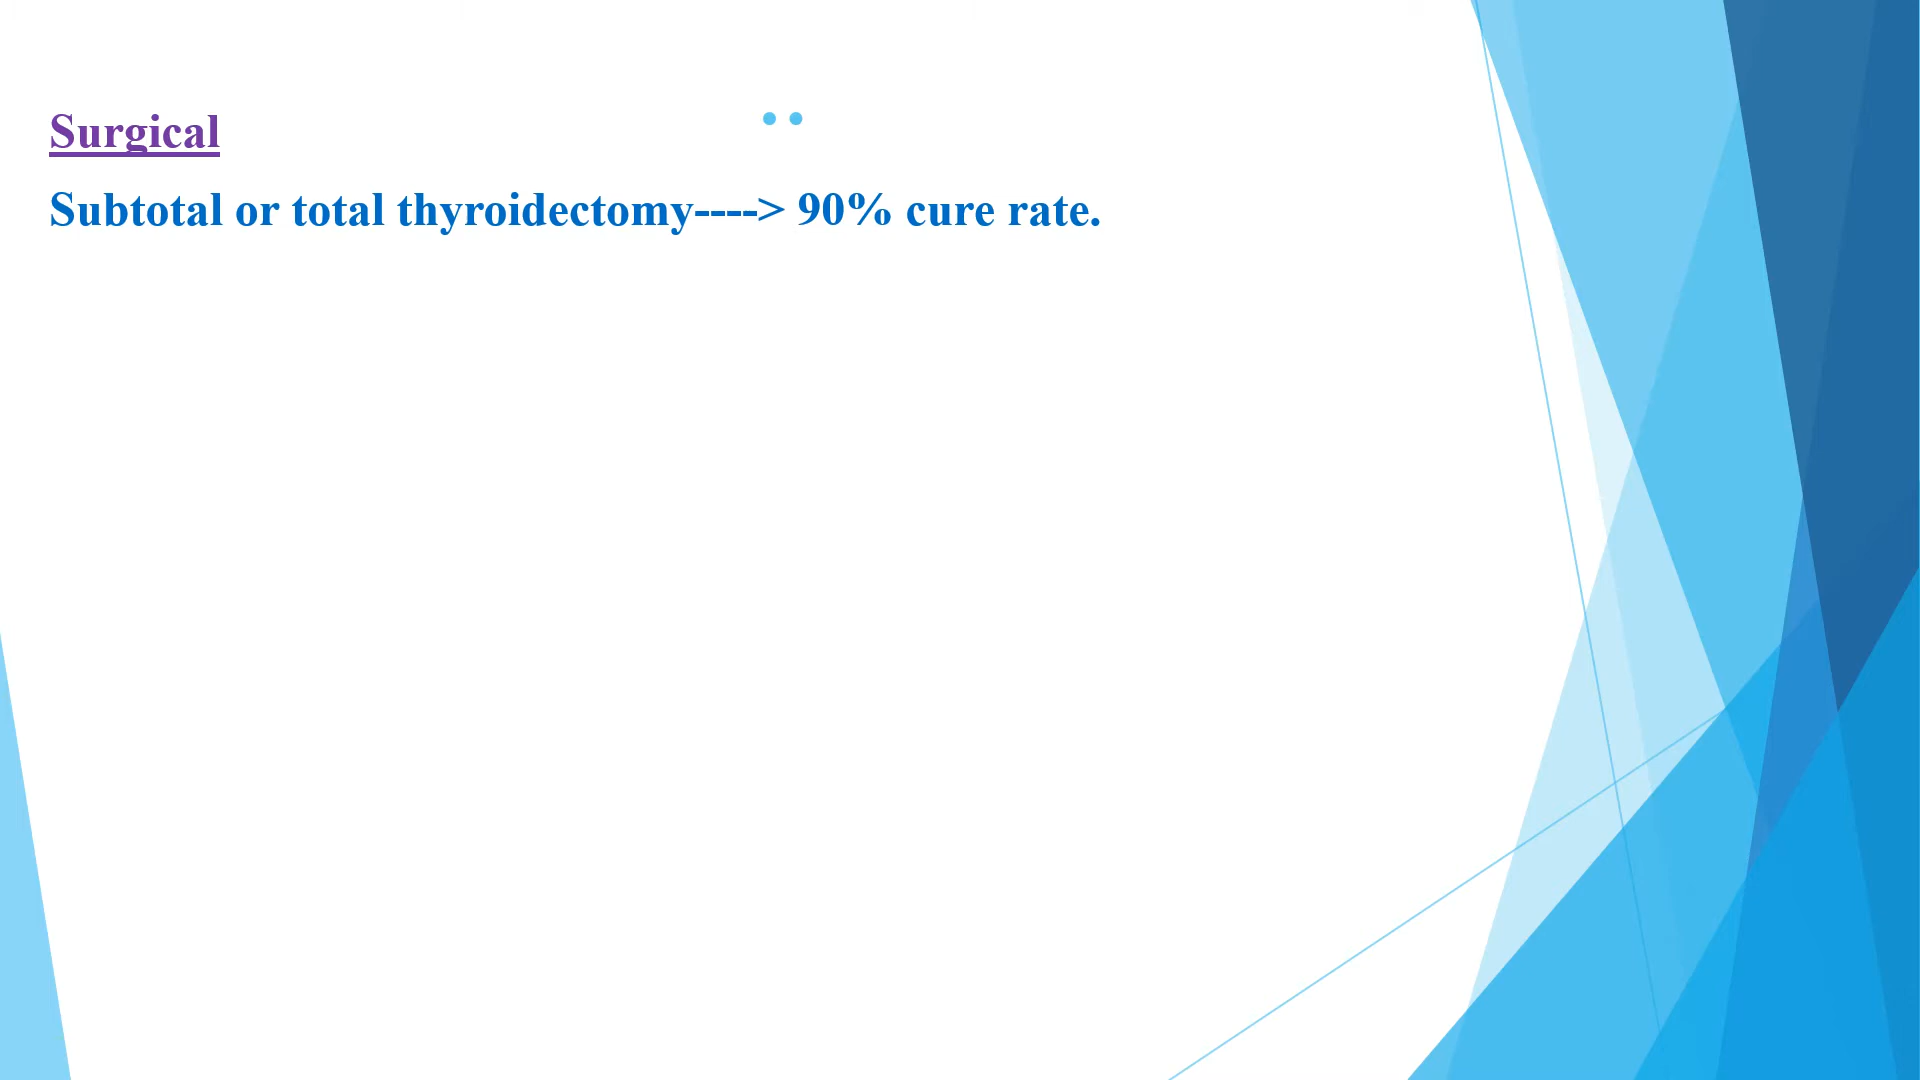 ..
Surgical
Subtotal or total thyroidectomy----> 90% cure rate.